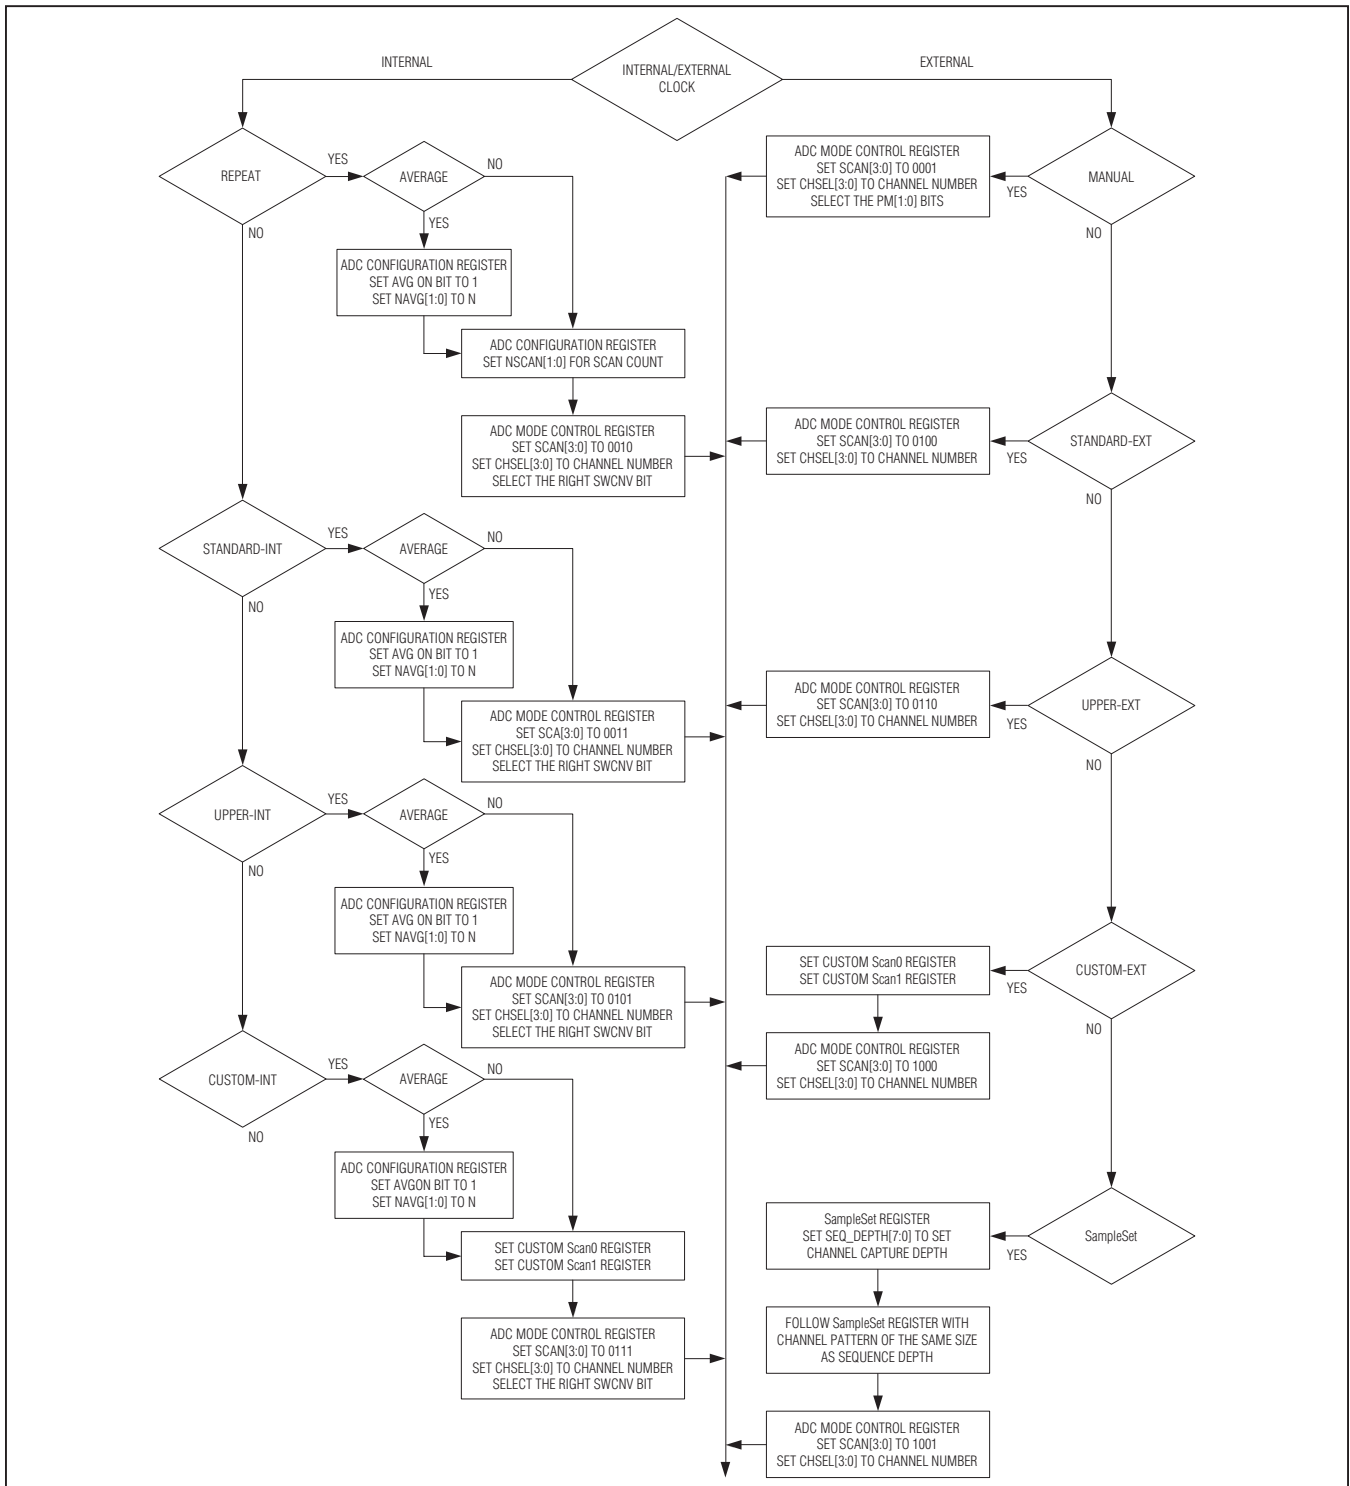 INTERNAL
INTERNAL/EXTERNAL
CLOCK
EXTERNAL
REPEAT
YES
AVERAGE
NO
YES
NO
ADC CONFIGURATION REGISTER
SET AVG ON BIT TO 1
SET NAVG[1:0] TO N
ADC CONFIGURATION REGISTER
SET NSCAN[1:0] FOR SCAN COUNT
ADC MODE CONTROL REGISTER
SET SCAN[3:0] TO 0010
SET CHSEL[3:0] TO CHANNEL NUMBER
SELECT THE RIGHT SWCNV BIT
STANDARD-INT
YES
AVERAGE
NO
YES
NO
ADC CONFIGURATION REGISTER
SET AVG ON BIT TO 1
SET NAVG[1:0] TO N
ADC MODE CONTROL REGISTER
SET SCA[3:0] TO 0011
SET CHSEL[3:0] TO CHANNEL NUMBER
SELECT THE RIGHT SWCNV BIT
UPPER-INT
YES
AVERAGE
NO
YES
NO
ADC CONFIGURATION REGISTER
SET AVG ON BIT TO 1
SET NAVG[1:0] TO N
ADC MODE CONTROL REGISTER
SET SCAN[3:0] TO 0101
SET CHSEL[3:0] TO CHANNEL NUMBER
SELECT THE RIGHT SWCNV BIT
CUSTOM-INT
YES
AVERAGE
NO
YES
NO
ADC CONFIGURATION REGISTER
SET AVGON BIT TO 1
SET NAVG[1:0] TO N
SET CUSTOM Scan0 REGISTER
SET CUSTOM Scan1 REGISTER
ADC MODE CONTROL REGISTER
SET SCAN[3:0] TO 0111
SET CHSEL[3:0] TO CHANNEL NUMBER
SELECT THE RIGHT SWCNV BIT
ADC MODE CONTROL REGISTER
SET SCAN[3:0] TO 0001
SET CHSEL[3:0] TO CHANNEL NUMBER
SELECT THE PM[1:0] BITS
YES
MANUAL
NO
ADC MODE CONTROL REGISTER
SET SCAN[3:0] TO 0100
SET CHSEL[3:0] TO CHANNEL NUMBER
YES
STANDARD-EXT
NO
ADC MODE CONTROL REGISTER
SET SCAN[3:0] TO 0110
SET CHSEL[3:0] TO CHANNEL NUMBER
YES
UPPER-EXT
NO
SET CUSTOM Scan0 REGISTER
SET CUSTOM Scan1 REGISTER
YES
CUSTOM-EXT
NO
ADC MODE CONTROL REGISTER
SET SCAN[3:0] TO 1000
SET CHSEL[3:0] TO CHANNEL NUMBER
SampleSet REGISTER
SET SEQ_DEPTH[7:0] TO SET
CHANNEL CAPTURE DEPTH
YES
SampleSet
FOLLOW SampleSet REGISTER WITH
CHANNEL PATTERN OF THE SAME SIZE
AS SEQUENCE DEPTH
ADC MODE CONTROL REGISTER
SET SCAN[3:0] TO 1001
SET CHSEL[3:0] TO CHANNEL NUMBER